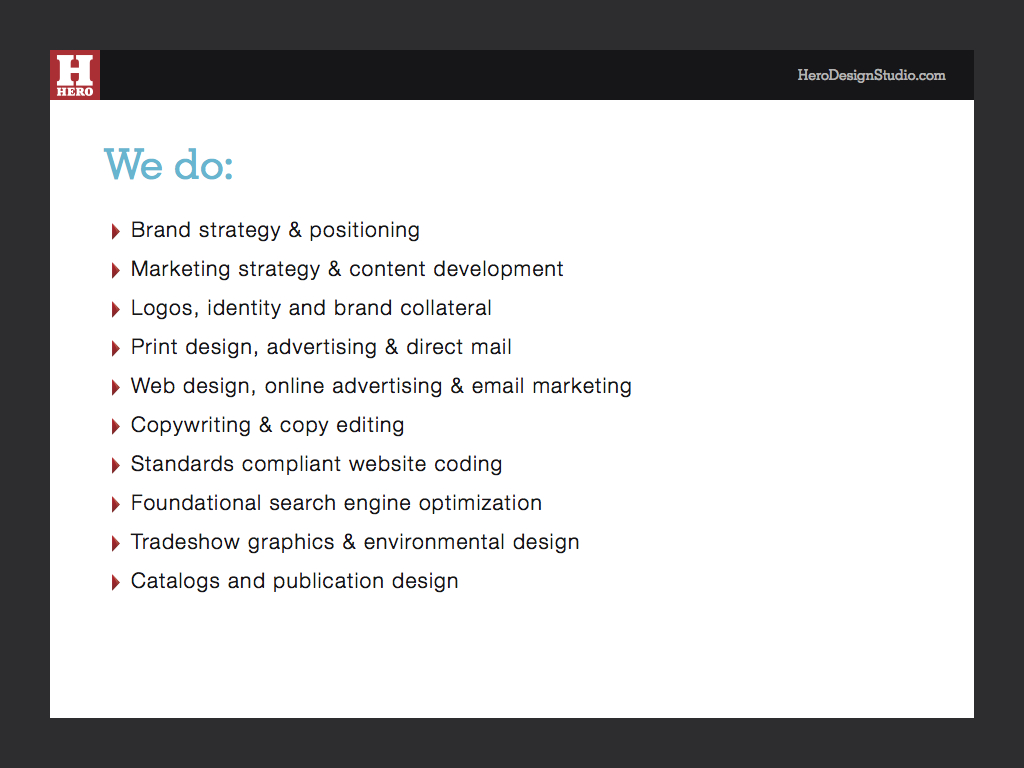 H
HERO
HeroDesignStudio.com
We do:
Brand strategy & positioning
Marketing strategy & content development
Logos, identity and brand collateral
Print design, advertising & direct mail
Web design, online advertising & email marketing
Copywriting & copy editing
Standards compliant website coding
Foundational search engine optimization
Tradeshow graphics & environmental design
Catalogs and publication design